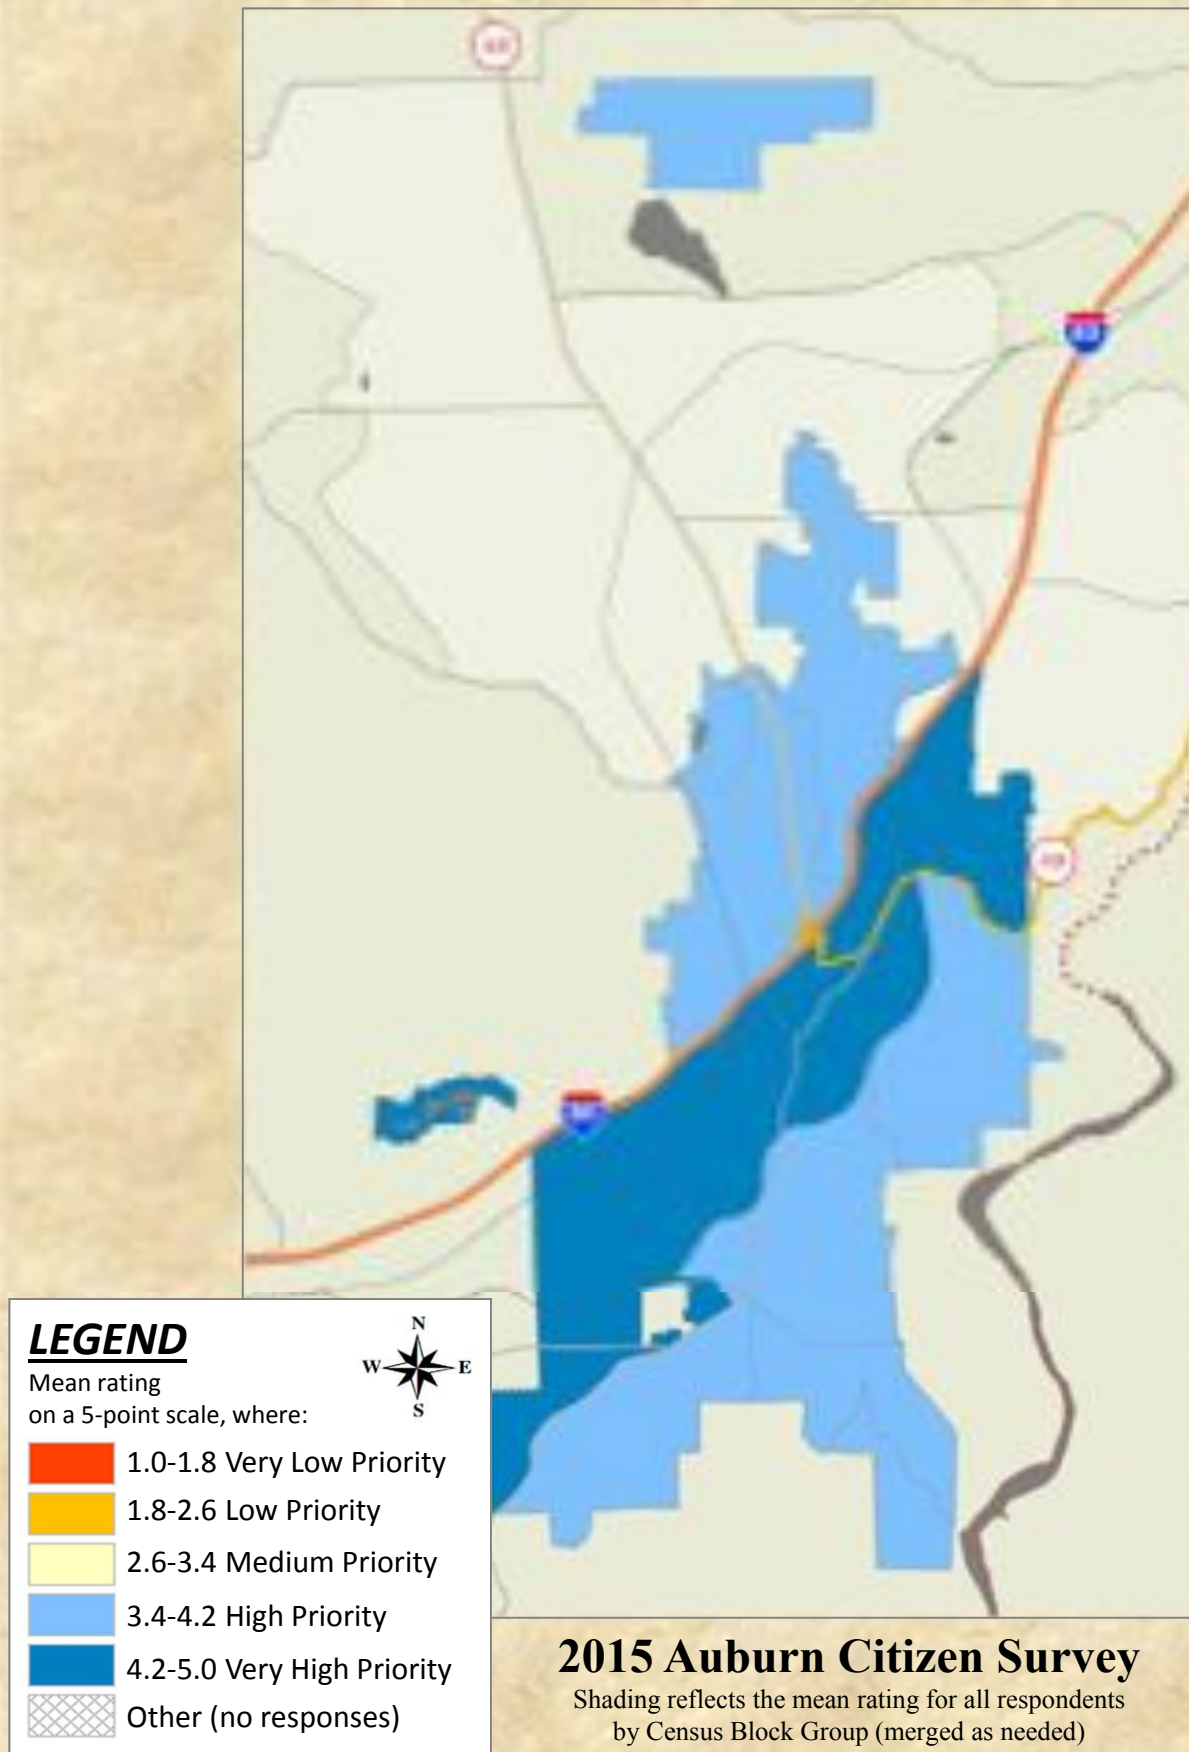 LEGEND
Mean rating
on a 5-point scale, where:
N
W E
S
1.0-1.8 Very Low Priority
1.8-2.6 Low Priority
2.6-3.4 Medium Priority
3.4-4.2 High Priority
4.2-5.0 Very High Priority
Other (no responses)
2015 Auburn Citizen Survey
Shading reflects the mean rating for all respondents
by Census Block Group (merged as needed)